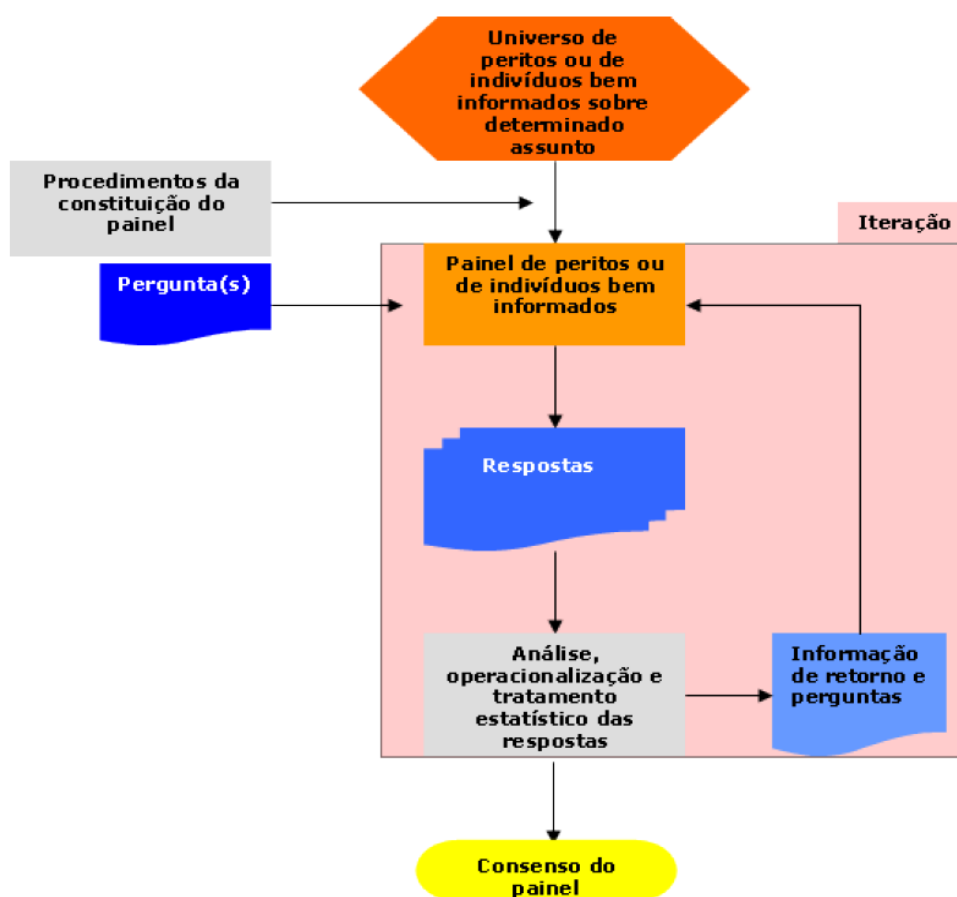 Universo de
peritos ou de
indivíduos bem
informados sobre
determinado
assunto
Procedimentos da
constituição do
painel
Iteração
Pergunta(s)
Painel de peritos ou
de indivíduos bem
informados
Respostas
Análise,
operacionalização e
tratamento
estatístico das
respostas
Informação
de retorno e
perguntas
Consenso do
painel